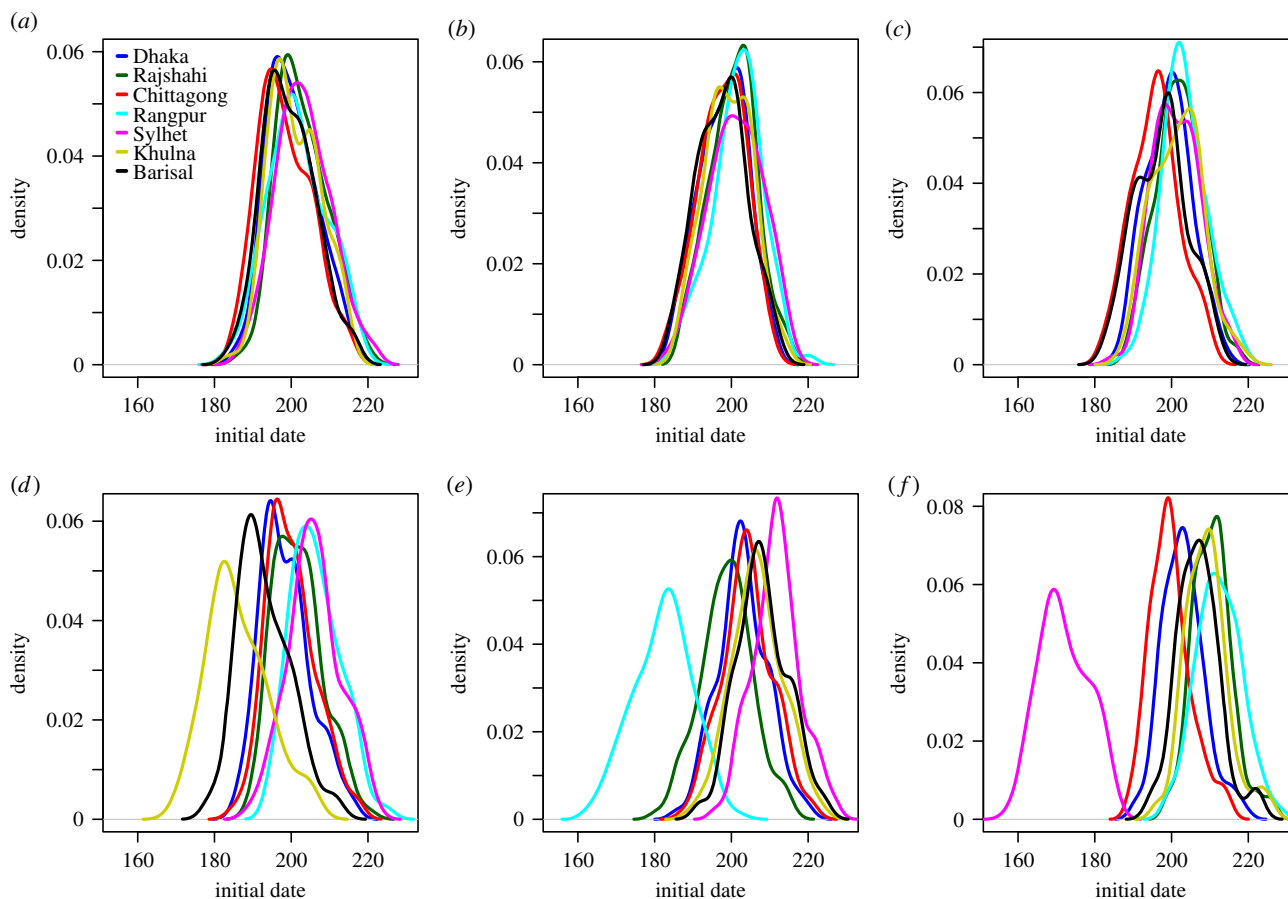 (a)
0.06
0.04
0.02
0
density
Dhaka
Rajshahi
Chittagong
Rangpur
Sylhet
Khulna
Barisal
160 180 200 220
initial date
(b)
0.06
0.04
0.02
0
density
160 180 200 220
initial date
(c)
0.06
0.04
0.02
0
density
160 180 200 220
initial date
(d)
0.06
0.04
0.02
0
density
160 180 200 220
initial date
(e)
0.06
0.04
0.02
0
density
160 180 200 220
initial date
(f)
0.08
0.06
0.04
0.02
0
density
160 180 200 220
initial date